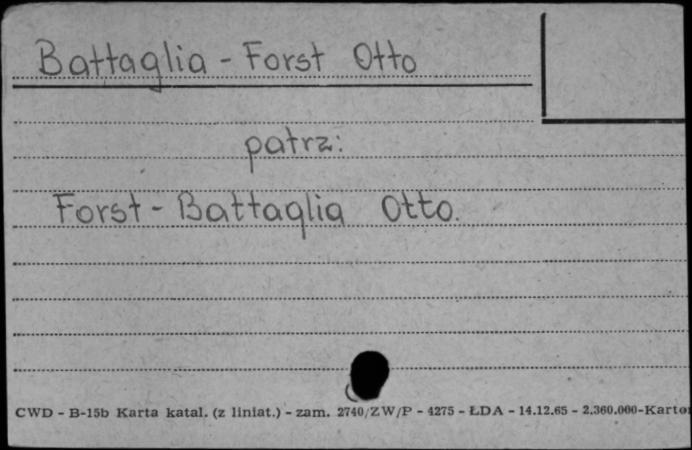 Battaglia - Forst Otto
patrz:
Forst - Battaglia Otto.
CWD - B-15b Karta katal. (z liniat.) - zam. 2740/ZW/P - 4275 - ŁDA - 14.12.65 - 2.360.000 - Karto